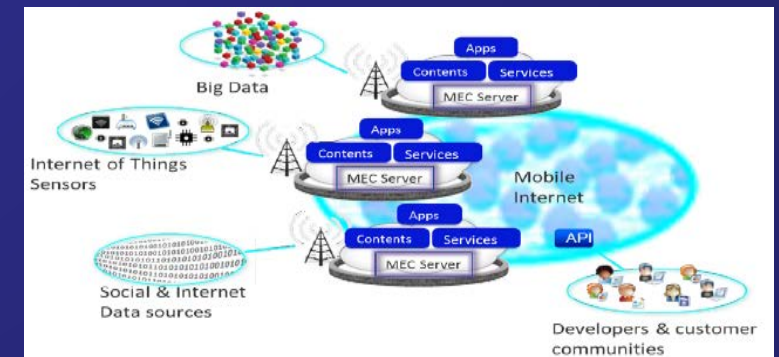 Apps
Contents Services
MEC Server
Big Data
Apps
Contents Services
MEC Server
Internet of Things
Sensors
Mobile
Internet
Apps
Contents Services
MEC Server
API
Social & Internet
Data sources
Developers & customer
communities